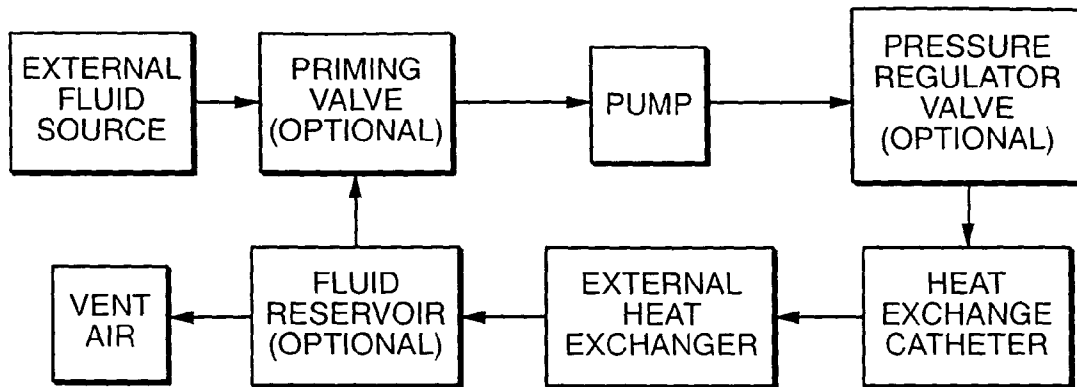 EXTERNAL
FLUID
SOURCE
PRIMING
VALVE
(OPTIONAL)
PUMP
PRESSURE
REGULATOR
VALVE
(OPTIONAL)
VENT
AIR
FLUID
RESERVOIR
(OPTIONAL)
EXTERNAL
HEAT
EXCHANGER
HEAT
EXCHANGE
CATHETER